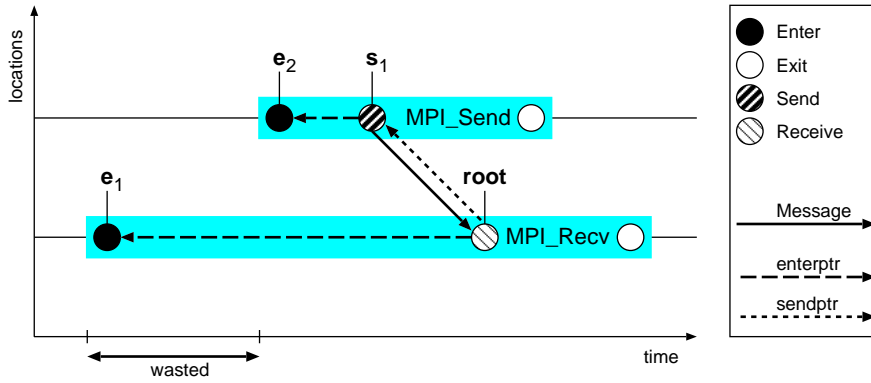 locations
e2
s1
MPI_Send
e1
root
MPI_Recv
wasted
time
Enter
Exit
Send
Receive
Message
enterptr
sendptr